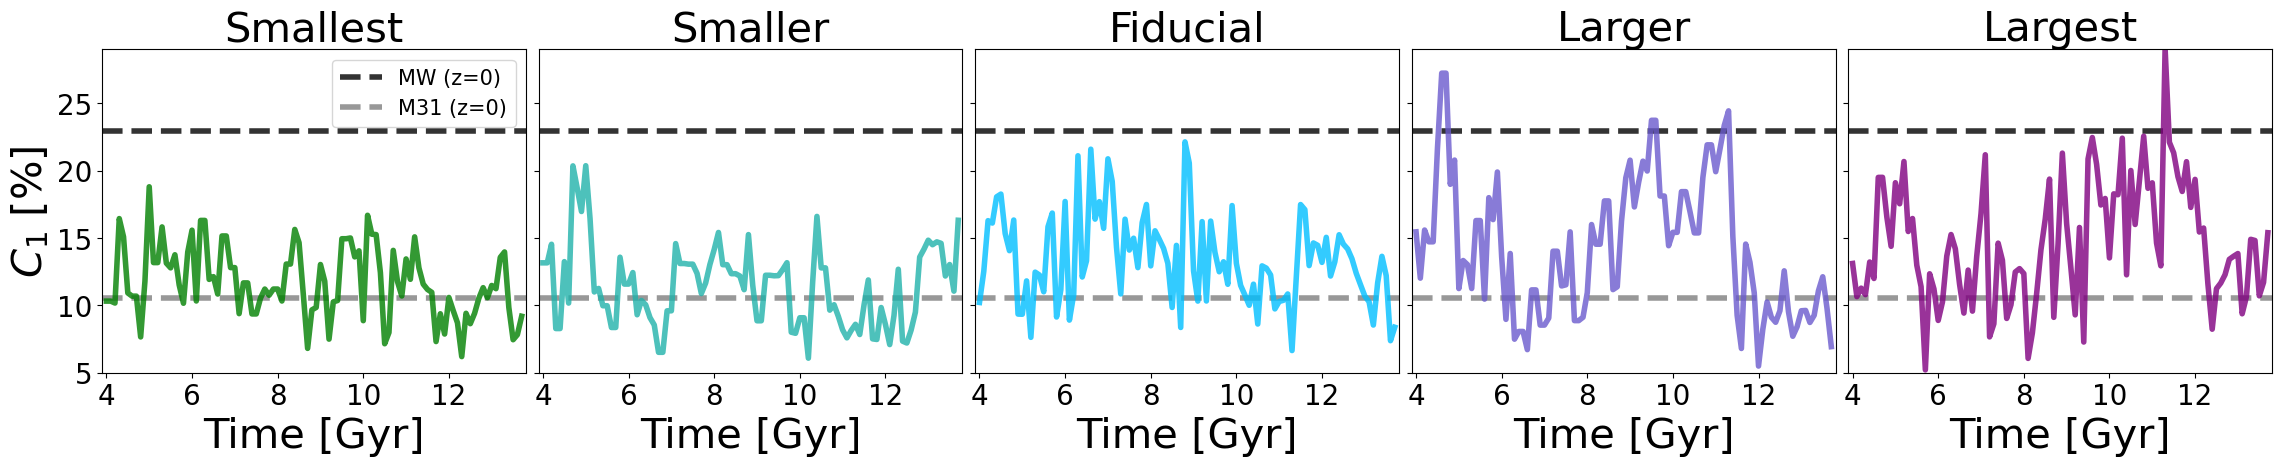 Smallest Smaller Fiducial Larger Largest
MW (z=0)
M31 (z=0)
C₁ [%]
25
20
15
10
5
4 6 8 10 12 4 6 8 10 12 4 6 8 10 12 4 6 8 10 12 4 6 8 10 12
Time [Gyr] Time [Gyr] Time [Gyr] Time [Gyr] Time [Gyr]